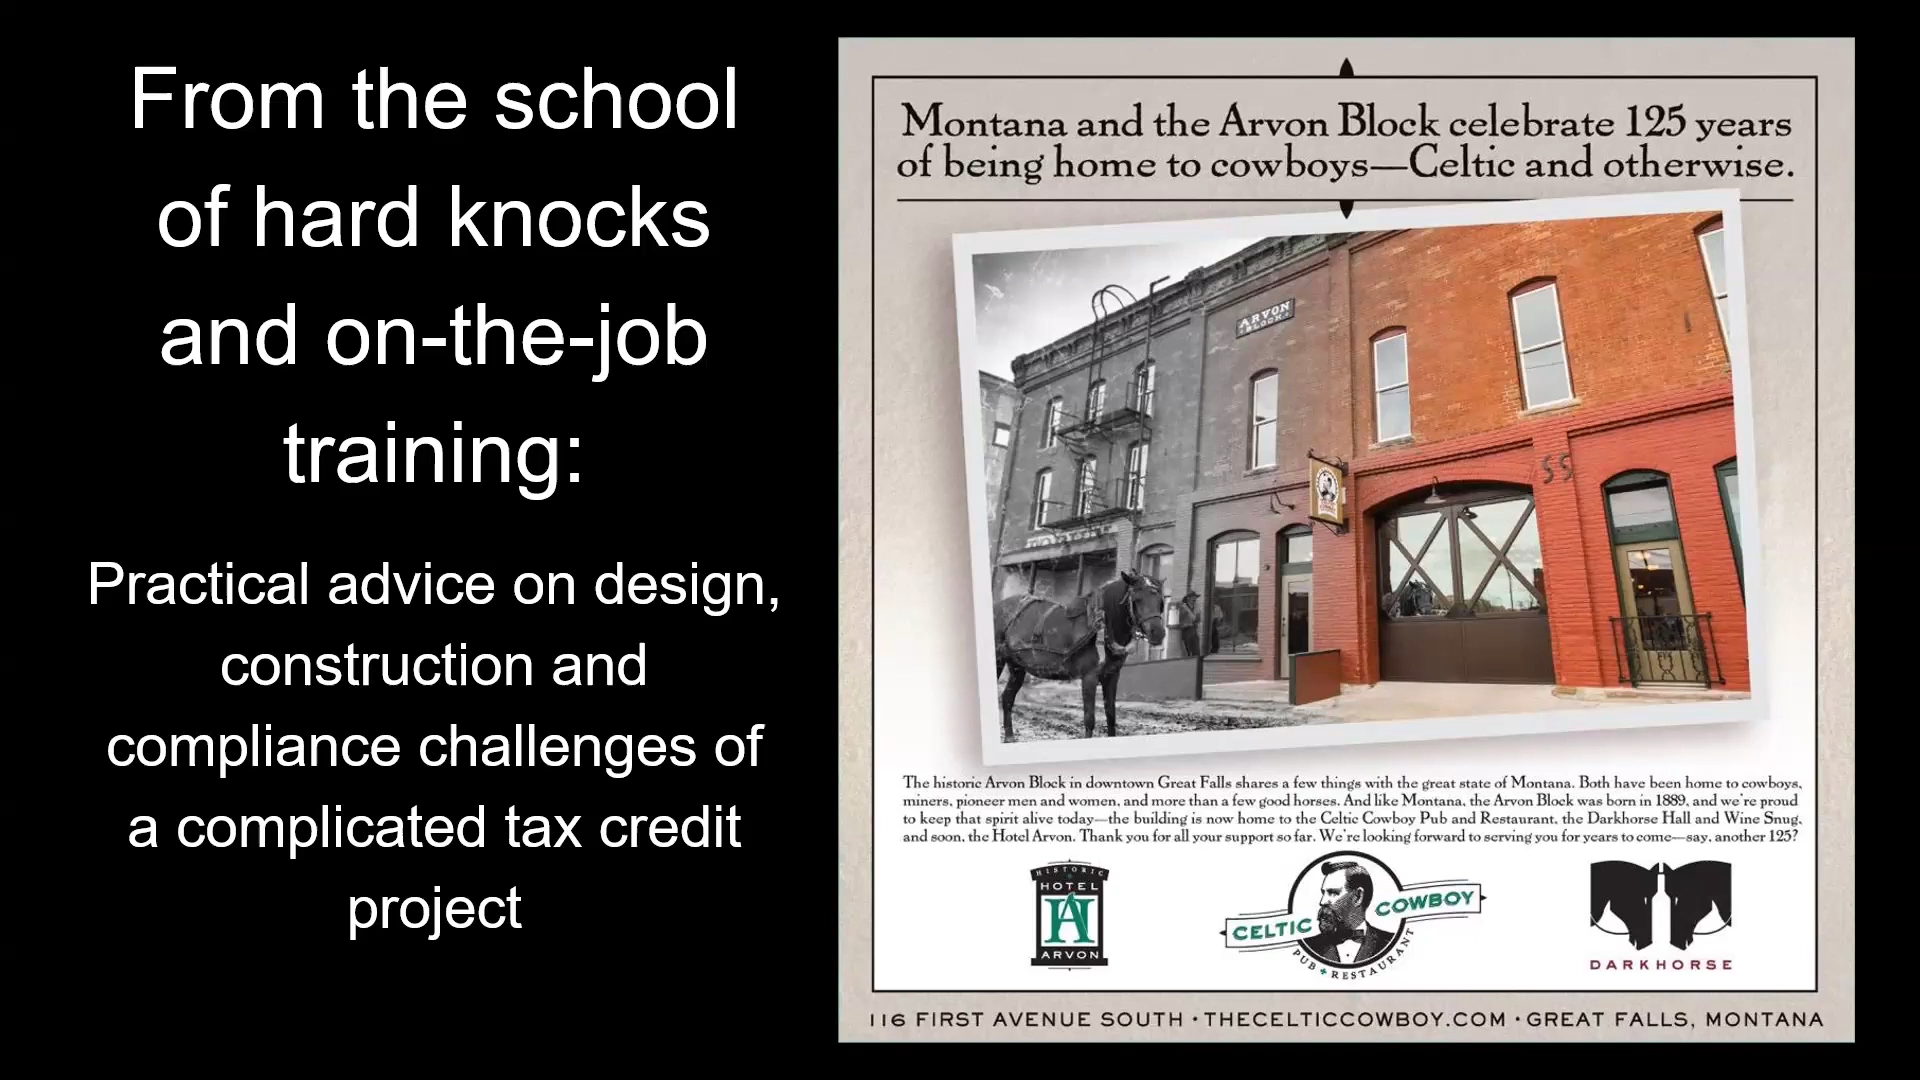 From the school
of hard knocks
and on-the-job
training:
Practical advice on design,
construction and
compliance challenges of
a complicated tax credit
project
Montana and the Arvon Block celebrate 125 years
of being home to cowboys—Celtic and otherwise.
ARVON
BLOCK
The historic Arvon Block in downtown Great Falls shares a few things with the great state of Montana. Both have been home to cowboys,
miners, pioneer men and women, and more than a few good horses. And like Montana, the Arvon Block was born in 1889, and we're proud
to keep that spirit alive today—the building is now home to the Celtic Cowboy Pub and Restaurant, the Darkhorse Hall and Wine Snug,
and soon, the Hotel Arvon. Thank you for all your support so far. We're looking forward to serving you for years to come—say, another 125?
HISTORIC
HOTEL
HA
ARVON
CELTIC COWBOY
PUB + RESTAURANT
DARKHORSE
116 FIRST AVENUE SOUTH • THECELTICCOWBOY.COM • GREAT FALLS, MONTANA